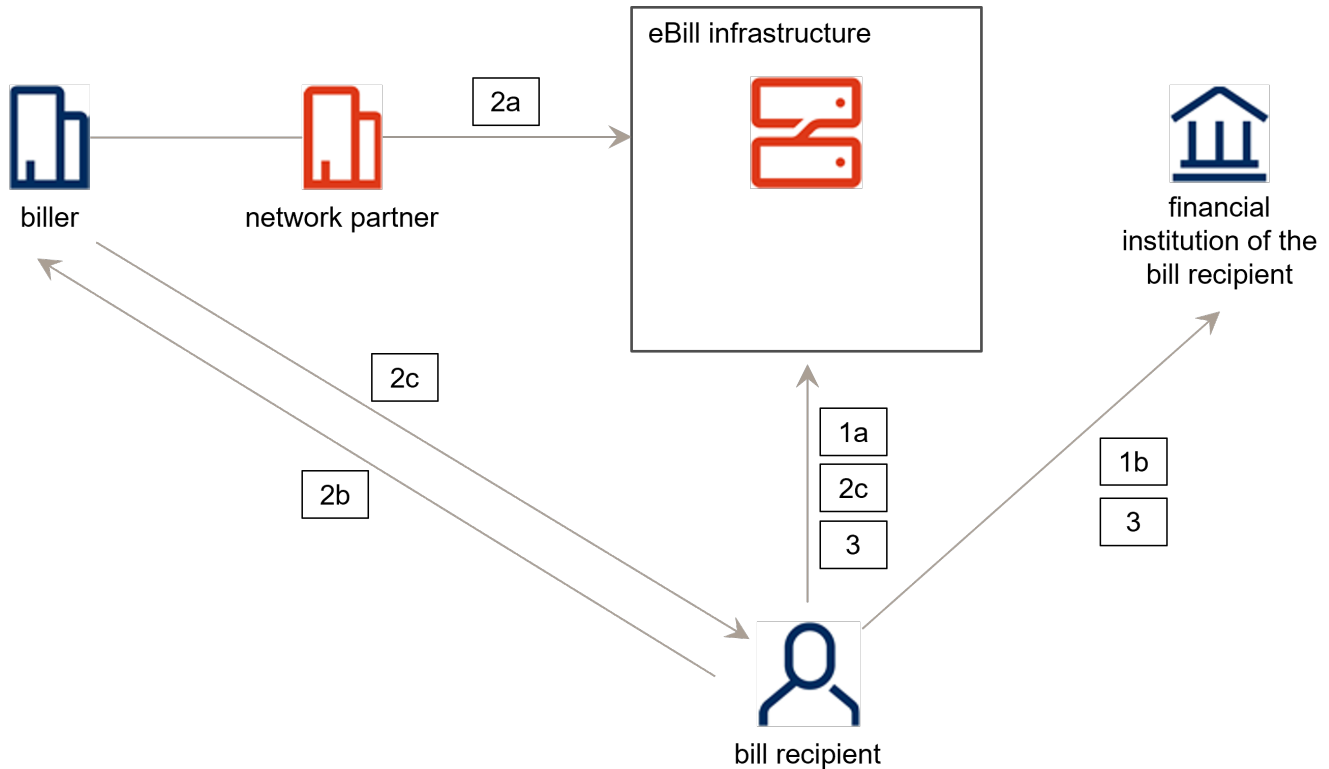 eBill infrastructure
2a
biller
network partner
financial
institution of the
bill recipient
2c
2b
1a
2c
3
1b
3
bill recipient